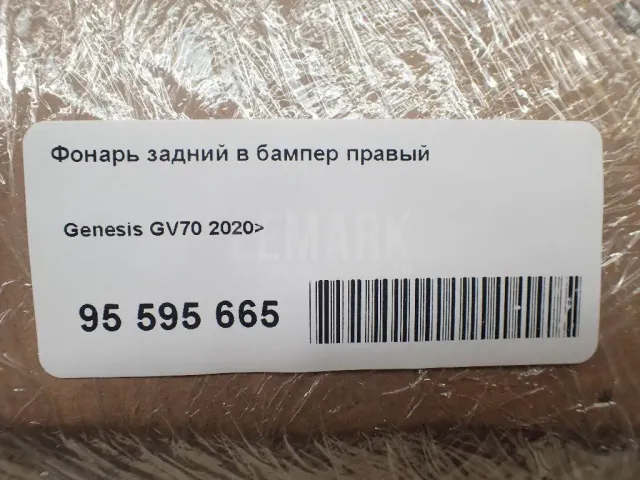 Фонарь задний в бампер правый
Genesis GV70 2020>
95 595 665